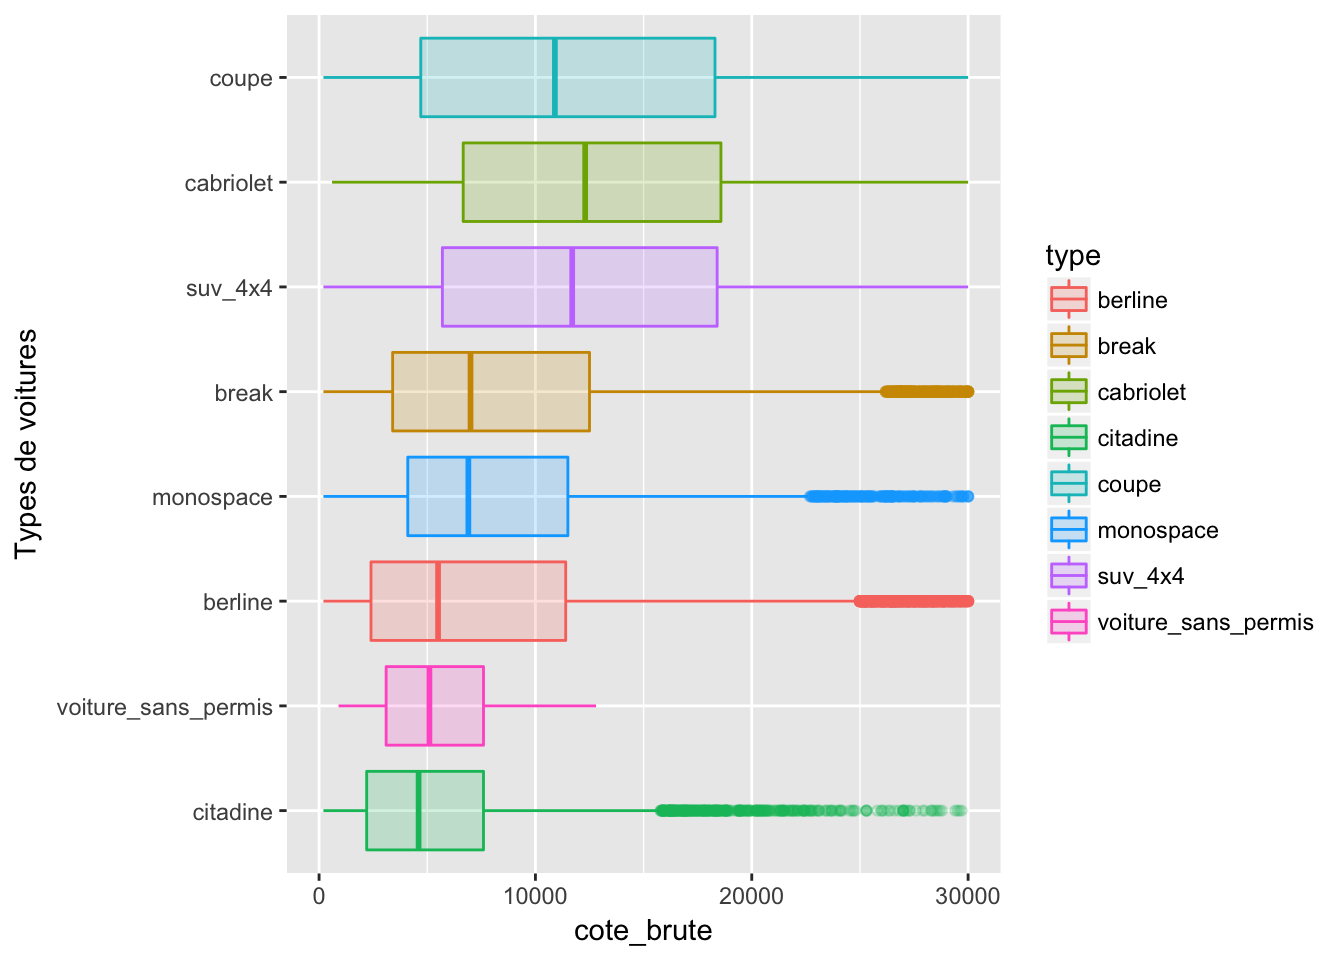 Types de voitures
coupe
cabriolet
suv_4x4
break
monospace
berline
voiture_sans_permis
citadine
0 10000 20000 30000
cote_brute
type
berline
break
cabriolet
citadine
coupe
monospace
suv_4x4
voiture_sans_permis